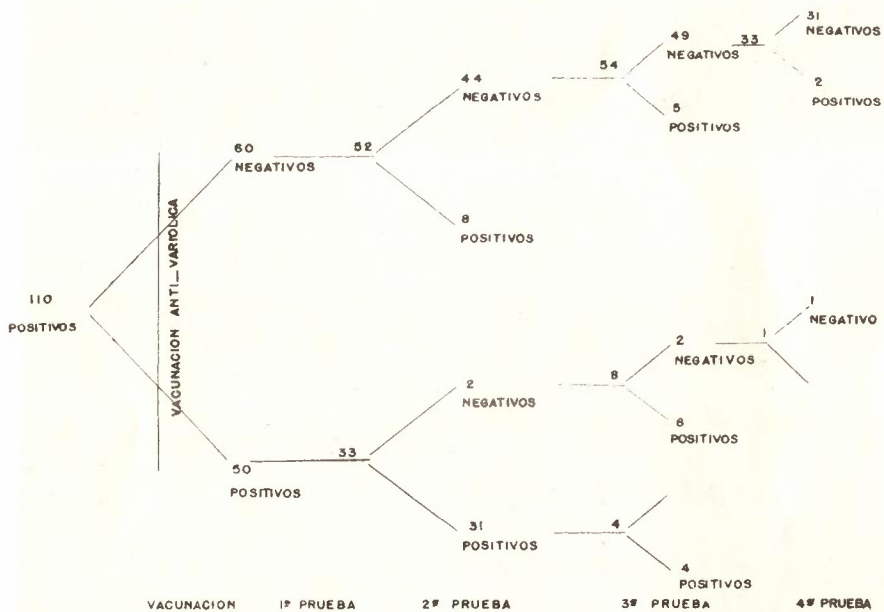 110
POSITIVOS
VACUNACION ANTI_VARIOLICA
60
NEGATIVOS
52
44
NEGATIVOS
54
49
NEGATIVOS
33
31
NEGATIVOS
2
POSITIVOS
5
POSITIVOS
8
POSITIVOS
50
POSITIVOS
33
2
NEGATIVOS
8
2
NEGATIVOS
1
1
NEGATIVO
6
POSITIVOS
31
POSITIVOS
4
4
POSITIVOS
VACUNACION 1ª PRUEBA 2ª PRUEBA 3ª PRUEBA 4ª PRUEBA